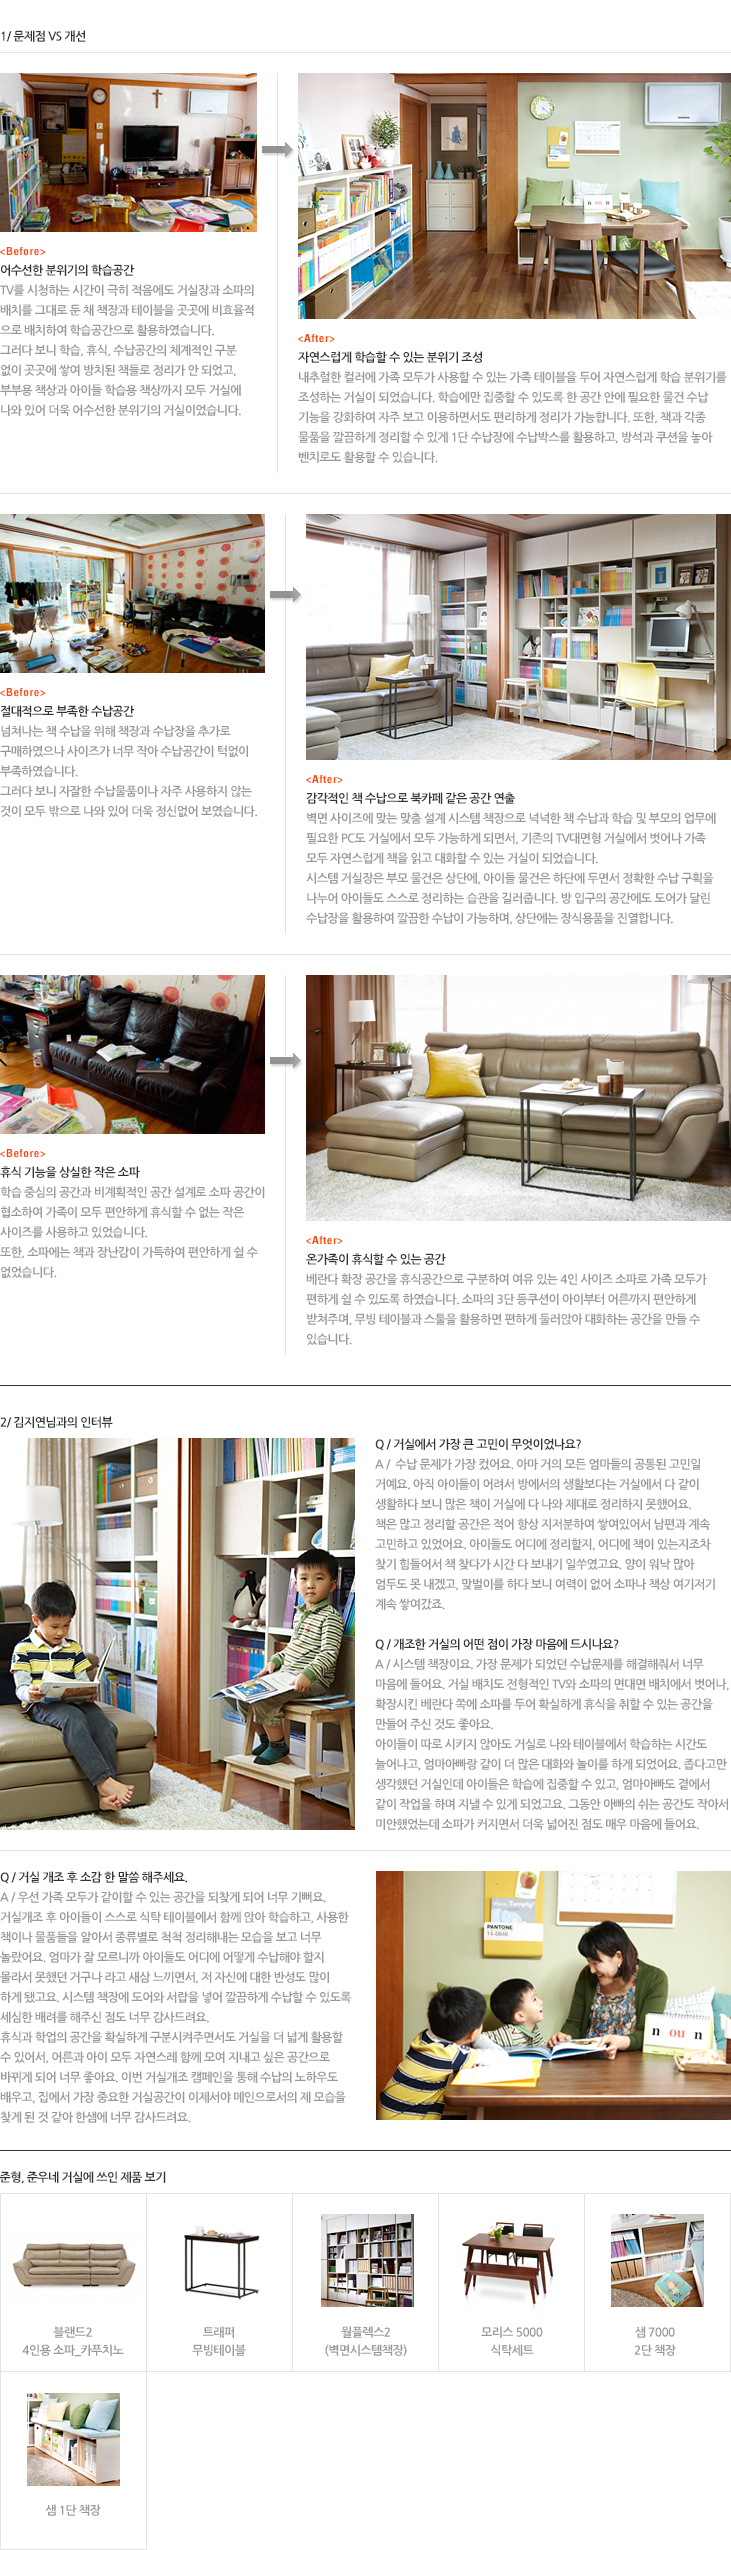 1/ 문제점 VS 개선
<Before>
어수선한 분위기의 학습공간
TV를 시청하는 시간이 극히 적음에도 거실장과 소파의
배치를 그대로 둔 채 책장과 테이블을 곳곳에 비효율적
으로 배치하여 학습공간으로 활용하였습니다.
그러다 보니 학습, 휴식, 수납공간의 체계적인 구분
없이 곳곳에 쌓여 방치된 책들로 정리가 안 되었고,
부부용 책상과 아이들 학습용 책상까지 모두 거실에
나와 있어 더욱 어수선한 분위기의 거실이었습니다.
<After>
자연스럽게 학습할 수 있는 분위기 조성
내추럴한 컬러에 가족 모두가 사용할 수 있는 가족 테이블을 두어 자연스럽게 학습 분위기를
조성하는 거실이 되었습니다. 학습에만 집중할 수 있도록 한 공간 안에 필요한 물건 수납
기능을 강화하여 자주 보고 이용하면서도 편리하게 정리가 가능합니다. 또한, 책과 각종
물품을 깔끔하게 정리할 수 있게 1단 수납장에 수납박스를 활용하고, 방석과 쿠션을 놓아
벤치로도 활용할 수 있습니다.
<Before>
절대적으로 부족한 수납공간
넘쳐나는 책 수납을 위해 책장과 수납장을 추가로
구매하였으나 사이즈가 너무 작아 수납공간이 턱없이
부족하였습니다.
그러다 보니 자잘한 수납물품이나 자주 사용하지 않는
것이 모두 밖으로 나와 있어 더욱 정신없어 보였습니다.
<After>
감각적인 책 수납으로 북카페 같은 공간 연출
벽면 사이즈에 맞는 맞춤 설계 시스템 책장으로 넉넉한 책 수납과 학습 및 부모의 업무에
필요한 PC도 거실에서 모두 가능하게 되면서, 기존의 TV대면형 거실에서 벗어나 가족
모두 자연스럽게 책을 읽고 대화할 수 있는 거실이 되었습니다.
시스템 거실장은 부모 물건은 상단에, 아이들 물건은 하단에 두면서 정확한 수납 구획을
나누어 아이들도 스스로 정리하는 습관을 길러줍니다. 방 입구의 공간에도 도어가 달린
수납장을 활용하여 깔끔한 수납이 가능하며, 상단에는 장식용품을 진열합니다.
<Before>
휴식 기능을 상실한 작은 소파
학습 중심의 공간과 비계획적인 공간 설계로 소파 공간이
협소하여 가족이 모두 편안하게 휴식할 수 없는 작은
사이즈를 사용하고 있었습니다.
또한, 소파에는 책과 장난감이 가득하여 편안하게 쉴 수
없었습니다.
<After>
온가족이 휴식할 수 있는 공간
베란다 확장 공간을 휴식공간으로 구분하여 여유 있는 4인 사이즈 소파로 가족 모두가
편하게 쉴 수 있도록 하였습니다. 소파의 3단 등쿠션이 아이부터 어른까지 편안하게
받쳐주며, 무빙 테이블과 스툴을 활용하면 편하게 둘러앉아 대화하는 공간을 만들 수
있습니다.
2/ 김지연님과의 인터뷰
Q / 거실에서 가장 큰 고민이 무엇이었나요?
A / 수납 문제가 가장 컸어요. 아마 거의 모든 엄마들의 공통된 고민일
거예요. 아직 아이들이 어려서 방에서의 생활보다는 거실에서 다 같이
생활하다 보니 많은 책이 거실에 다 나와 제대로 정리하지 못했어요.
책은 많고 정리할 공간은 적어 항상 지저분하여 쌓여있어서 남편과 계속
고민하고 있었어요. 아이들도 어디에 정리할지, 어디에 책이 있는지조차
찾기 힘들어서 책 찾다가 시간 다 보내기 일쑤였고요. 양이 워낙 많아
엄두도 못 내겠고, 맞벌이를 하다 보니 여력이 없어 소파나 책상 여기저기
계속 쌓여갔죠.
Q / 개조한 거실의 어떤 점이 가장 마음에 드시나요?
A / 시스템 책장이요. 가장 문제가 되었던 수납문제를 해결해줘서 너무
마음에 들어요. 거실 배치도 전형적인 TV와 소파의 면대면 배치에서 벗어나,
확장시킨 베란다 쪽에 소파를 두어 확실하게 휴식을 취할 수 있는 공간을
만들어 주신 것도 좋아요.
아이들이 따로 시키지 않아도 거실로 나와 테이블에서 학습하는 시간도
늘어나고, 엄마아빠랑 같이 더 많은 대화와 놀이를 하게 되었어요. 좁다고만
생각했던 거실인데 아이들은 학습에 집중할 수 있고, 엄마아빠도 곁에서
같이 작업을 하며 지낼 수 있게 되었고요. 그동안 아빠의 쉬는 공간도 작아서
미안했었는데 소파가 커지면서 더욱 넓어진 점도 매우 마음에 들어요.
Q / 거실 개조 후 소감 한 말씀 해주세요.
A / 우선 가족 모두가 같이할 수 있는 공간을 되찾게 되어 너무 기뻐요.
거실개조 후 아이들이 스스로 식탁 테이블에서 함께 앉아 학습하고, 사용한
책이나 물품들을 알아서 종류별로 척척 정리해내는 모습을 보고 너무
놀랐어요. 엄마가 잘 모르니까 아이들도 어디에 어떻게 수납해야 할지
몰라서 못했던 거구나 라고 새삼 느끼면서, 저 자신에 대한 반성도 많이
하게 됐고요. 시스템 책장에 도어와 서랍을 넣어 깔끔하게 수납할 수 있도록
세심한 배려를 해주신 점도 너무 감사드려요.
휴식과 학업의 공간을 확실하게 구분시켜주면서도 거실을 더 넓게 활용할
수 있어서, 어른과 아이 모두 자연스레 함께 모여 지내고 싶은 공간으로
바뀌게 되어 너무 좋아요. 이번 거실개조 캠페인을 통해 수납의 노하우도
배우고, 집에서 가장 중요한 거실공간이 이제서야 메인으로서의 제 모습을
찾게 된 것 같아 한샘에 너무 감사드려요.
PANTONE
14-0848
n ou n
준형, 준우네 거실에 쓰인 제품 보기
블랜드2
4인용 소파_카푸치노
트래퍼
무빙테이블
월플렉스2
(벽면시스템책장)
모리스 5000
식탁세트
샘 7000
2단 책장
샘 1단 책장